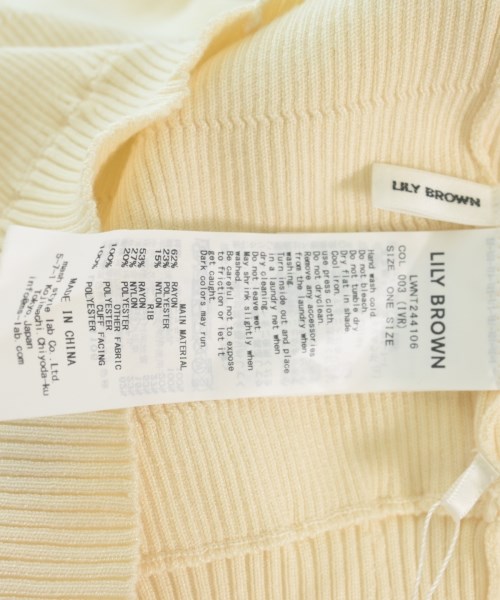 LILY BROWN
LILY BROWN
LWNT244106
COL 003 (IVR)
SIZE ONE SIZE
Hand wash cold
Do not bleach
Do not tumble dry
Dry flat in shade
Cool iron
use press cloth
Do not dryclean
Remove any accessories
from the laundry when
washing.
Turn inside out and place
in a laundry net when
dry cleaning.
Do not leave wet
May shrink slightly when
washed.
Be careful not to expose
to friction or let it
get caught.
Dark colors may run.
MAIN MATERIAL
62% RAYON
23% POLYESTER
15% NYLON
RIB
53% RAYON
27% NYLON
20% POLYESTER
OTHER FABRIC
100% POLYESTER
CUFF FACING
100% POLYESTER
MADE IN CHINA
Style Lab Co. Ltd.
Chiyoda-ku
Japan
lab.com